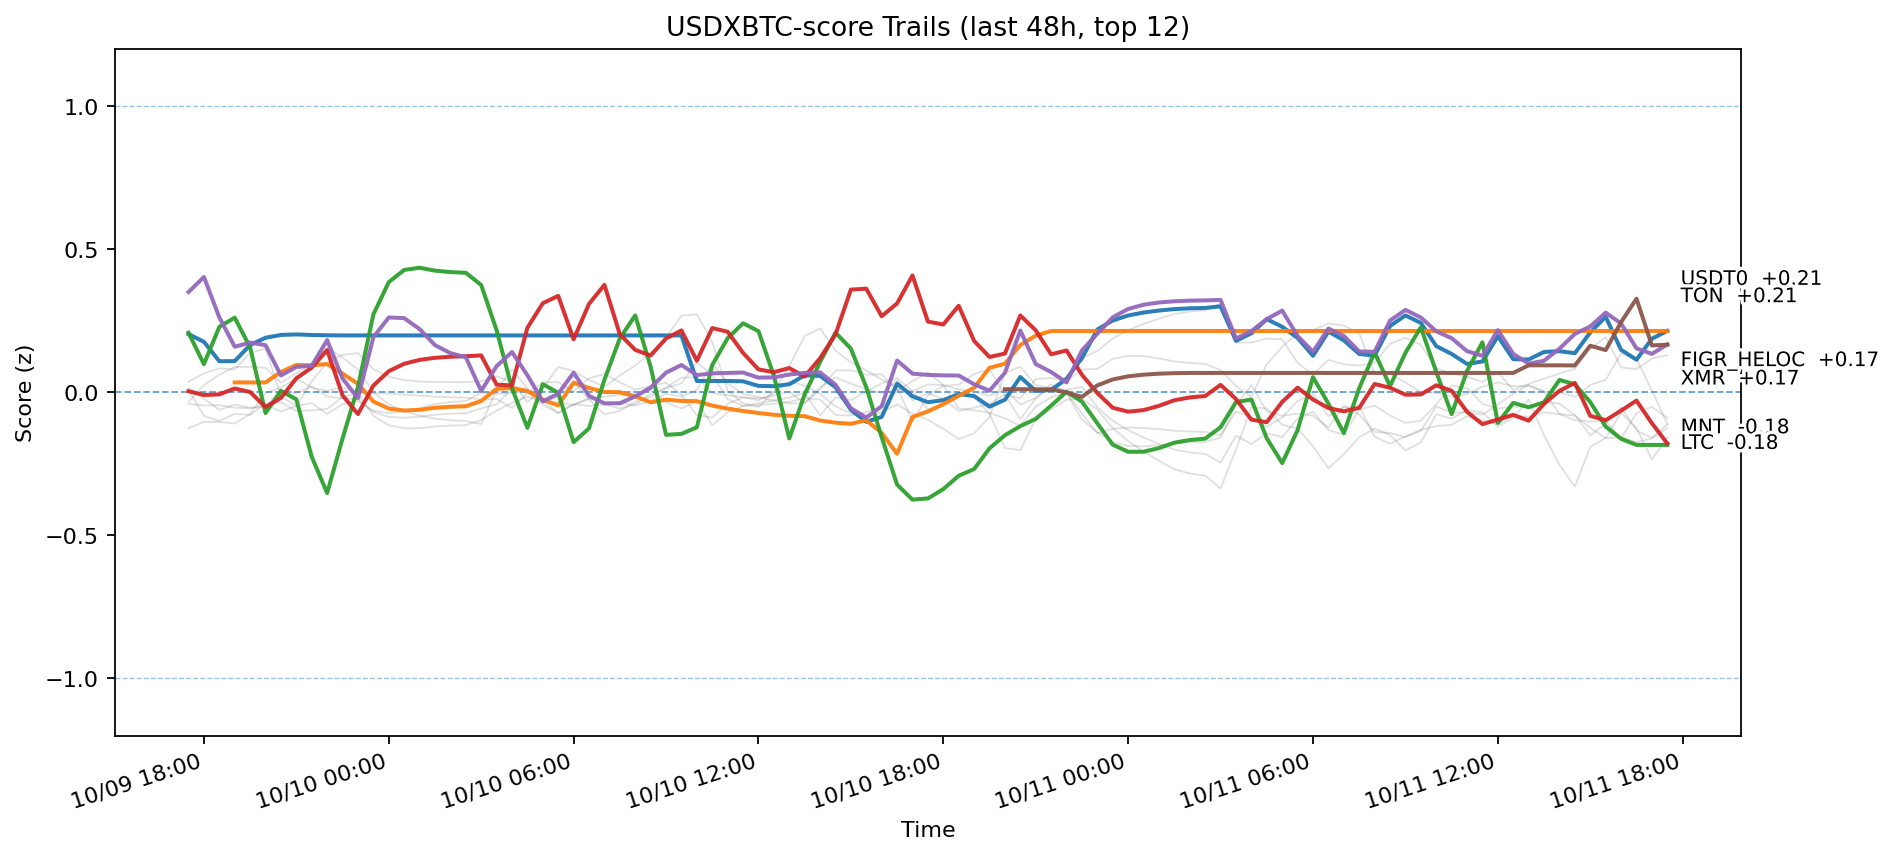 USDXBTC-score Trails (last 48h, top 12)
Score (z)
1.0
0.5
0.0
−0.5
−1.0
USDT0 +0.21
TON +0.21
FIGR_HELOC +0.17
XMR +0.17
MNT -0.18
LTC -0.18
10/09 18:00
10/10 00:00
10/10 06:00
10/10 12:00
10/10 18:00
10/11 00:00
10/11 06:00
10/11 12:00
10/11 18:00
Time